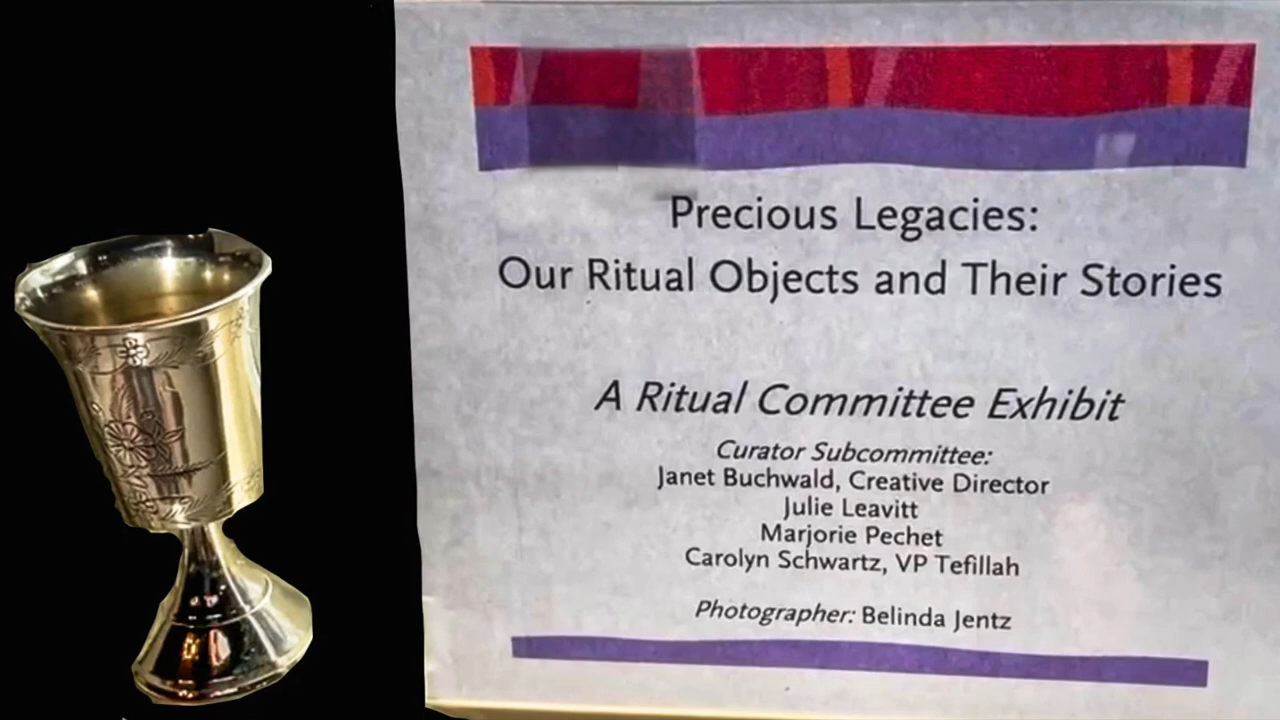 Precious Legacies:
Our Ritual Objects and Their Stories
A Ritual Committee Exhibit
Curator Subcommittee:
Janet Buchwald, Creative Director
Julie Leavitt
Marjorie Pechet
Carolyn Schwartz, VP Tefillah
Photographer: Belinda Jentz